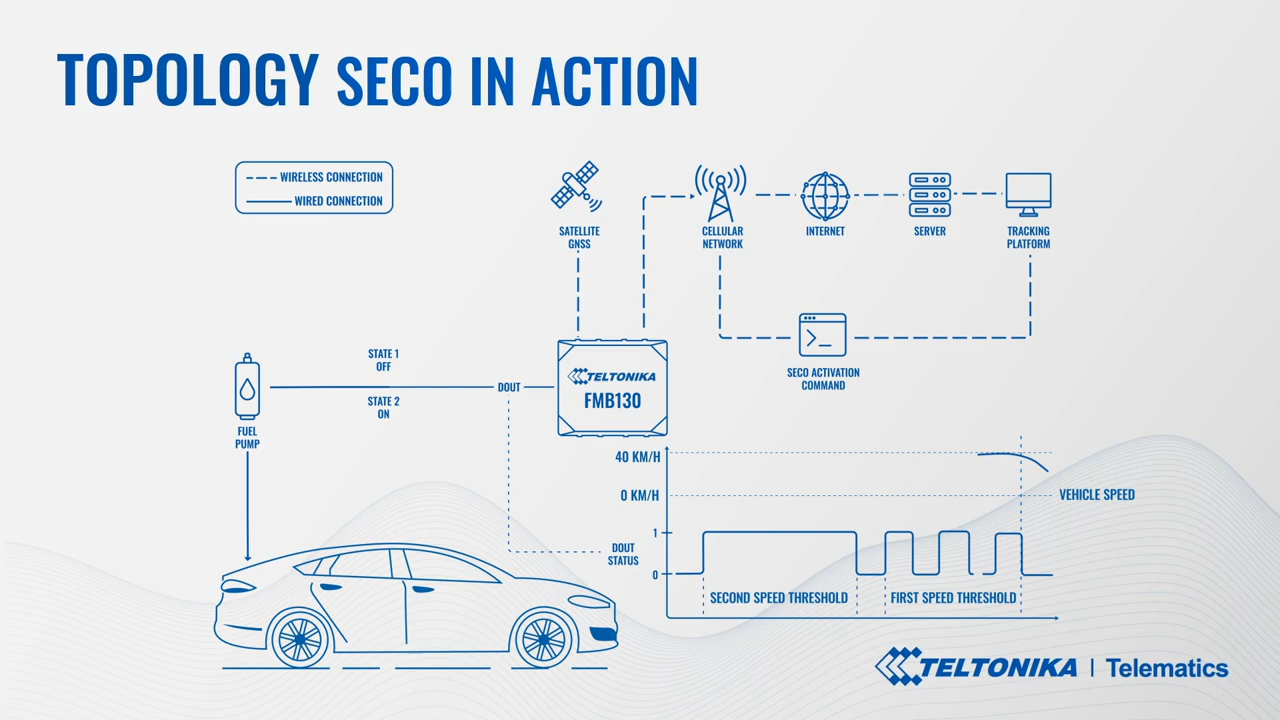 TOPOLOGY SECO IN ACTION
WIRELESS CONNECTION
WIRED CONNECTION
SATELLITE
GNSS
CELLULAR
NETWORK
INTERNET
SERVER
TRACKING
PLATFORM
SECO ACTIVATION
COMMAND
STATE 1
OFF
STATE 2
ON
DOUT
TELTONIKA
FMB130
FUEL
PUMP
40 KM/H
0 KM/H
VEHICLE SPEED
1
DOUT
STATUS
0
SECOND SPEED THRESHOLD
FIRST SPEED THRESHOLD
TELTONIKA | Telematics